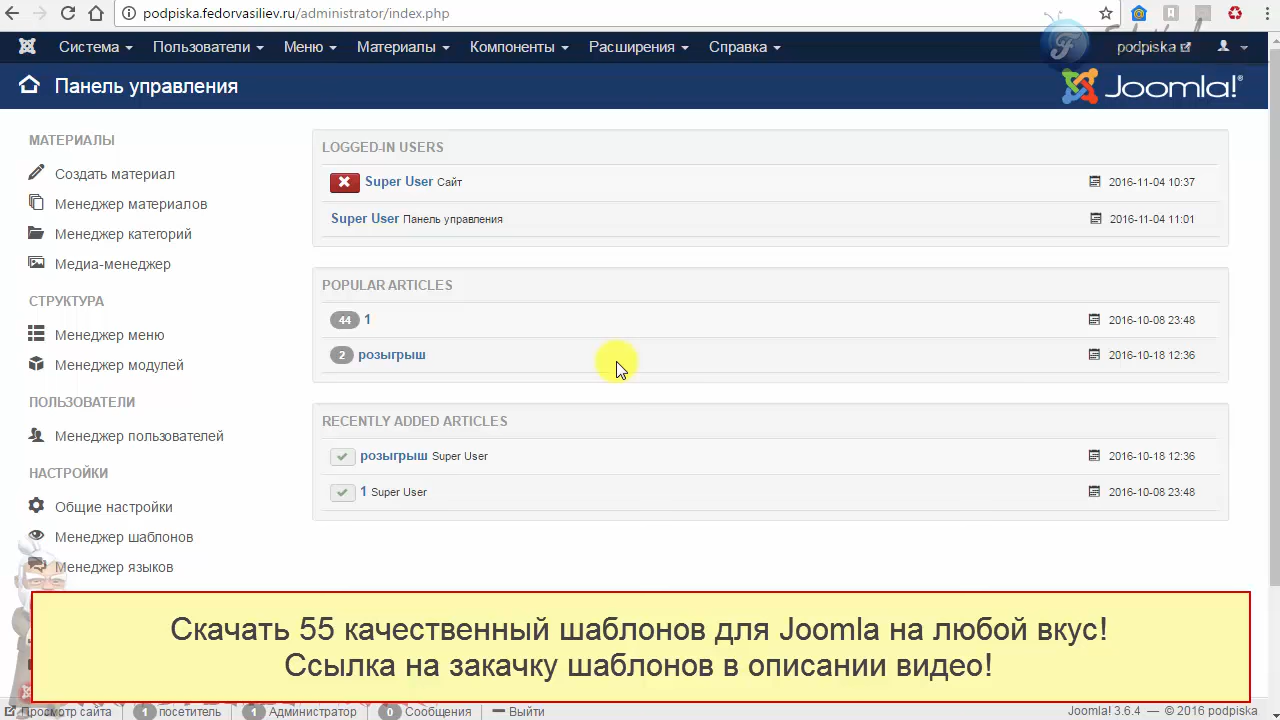 podpiska.fedorvasiliev.ru/administrator/index.php
Система Пользователи Меню Материалы Компоненты Расширения Справка podpiska
Панель управления
Joomla!®
МАТЕРИАЛЫ
Создать материал
Менеджер материалов
Менеджер категорий
Медиа-менеджер
СТРУКТУРА
Менеджер меню
Менеджер модулей
ПОЛЬЗОВАТЕЛИ
Менеджер пользователей
НАСТРОЙКИ
Общие настройки
Менеджер шаблонов
Менеджер языков
LOGGED-IN USERS
Super User Сайт 2016-11-04 10:37
Super User Панель управления 2016-11-04 11:01
POPULAR ARTICLES
44 1 2016-10-08 23:48
2 розыгрыш 2016-10-18 12:36
RECENTLY ADDED ARTICLES
розыгрыш Super User 2016-10-18 12:36
1 Super User 2016-10-08 23:48
Скачать 55 качественный шаблонов для Joomla на любой вкус!
Ссылка на закачку шаблонов в описании видео!
Просмотр сайта 1 посетитель 1 Администратор 0 Сообщения Выйти Joomla! 3.6.4 — © 2016 podpiska